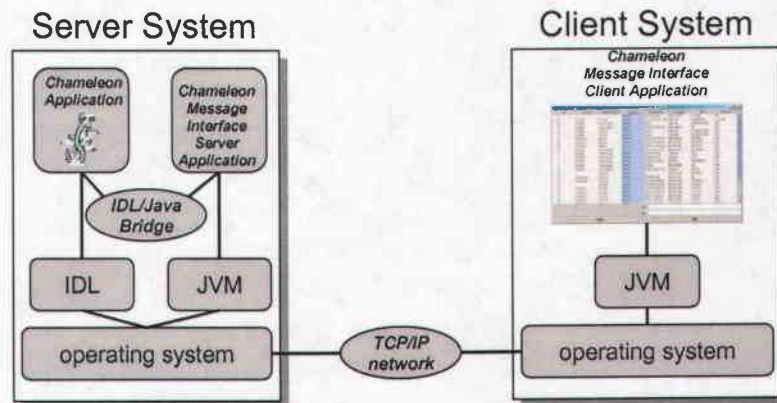 Server System
Chameleon
Application
Chameleon
Message
Interface
Server
Application
IDL/Java
Bridge
IDL
JVM
operating system
TCP/IP
network
Client System
Chameleon
Message Interface
Client Application
JVM
operating system